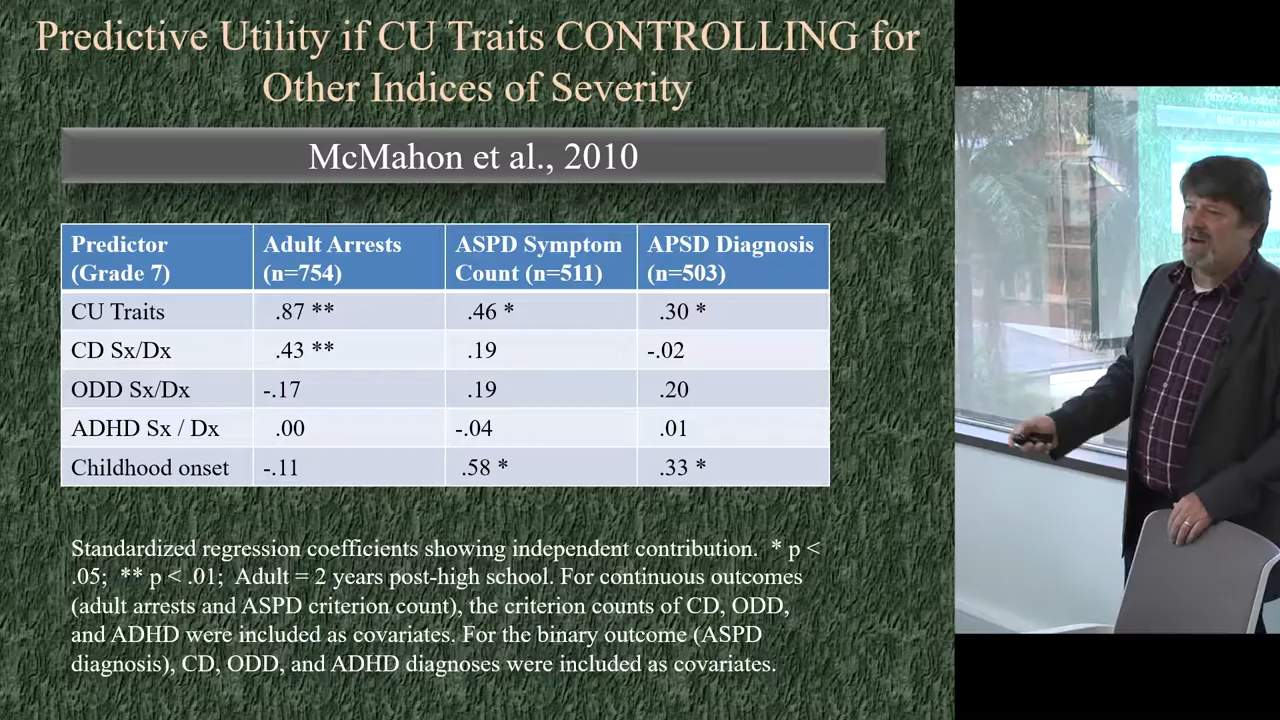 Predictive Utility if CU Traits CONTROLLING for
Other Indices of Severity
McMahon et al., 2010
Predictor (Grade 7) Adult Arrests (n=754) ASPD Symptom Count (n=511) APSD Diagnosis (n=503)
CU Traits .87 ** .46 * .30 *
CD Sx/Dx .43 ** .19 -.02
ODD Sx/Dx -.17 .19 .20
ADHD Sx / Dx .00 -.04 .01
Childhood onset -.11 .58 * .33 *
Standardized regression coefficients showing independent contribution. * p <
.05; ** p < .01; Adult = 2 years post-high school. For continuous outcomes
(adult arrests and ASPD criterion count), the criterion counts of CD, ODD,
and ADHD were included as covariates. For the binary outcome (ASPD
diagnosis), CD, ODD, and ADHD diagnoses were included as covariates.